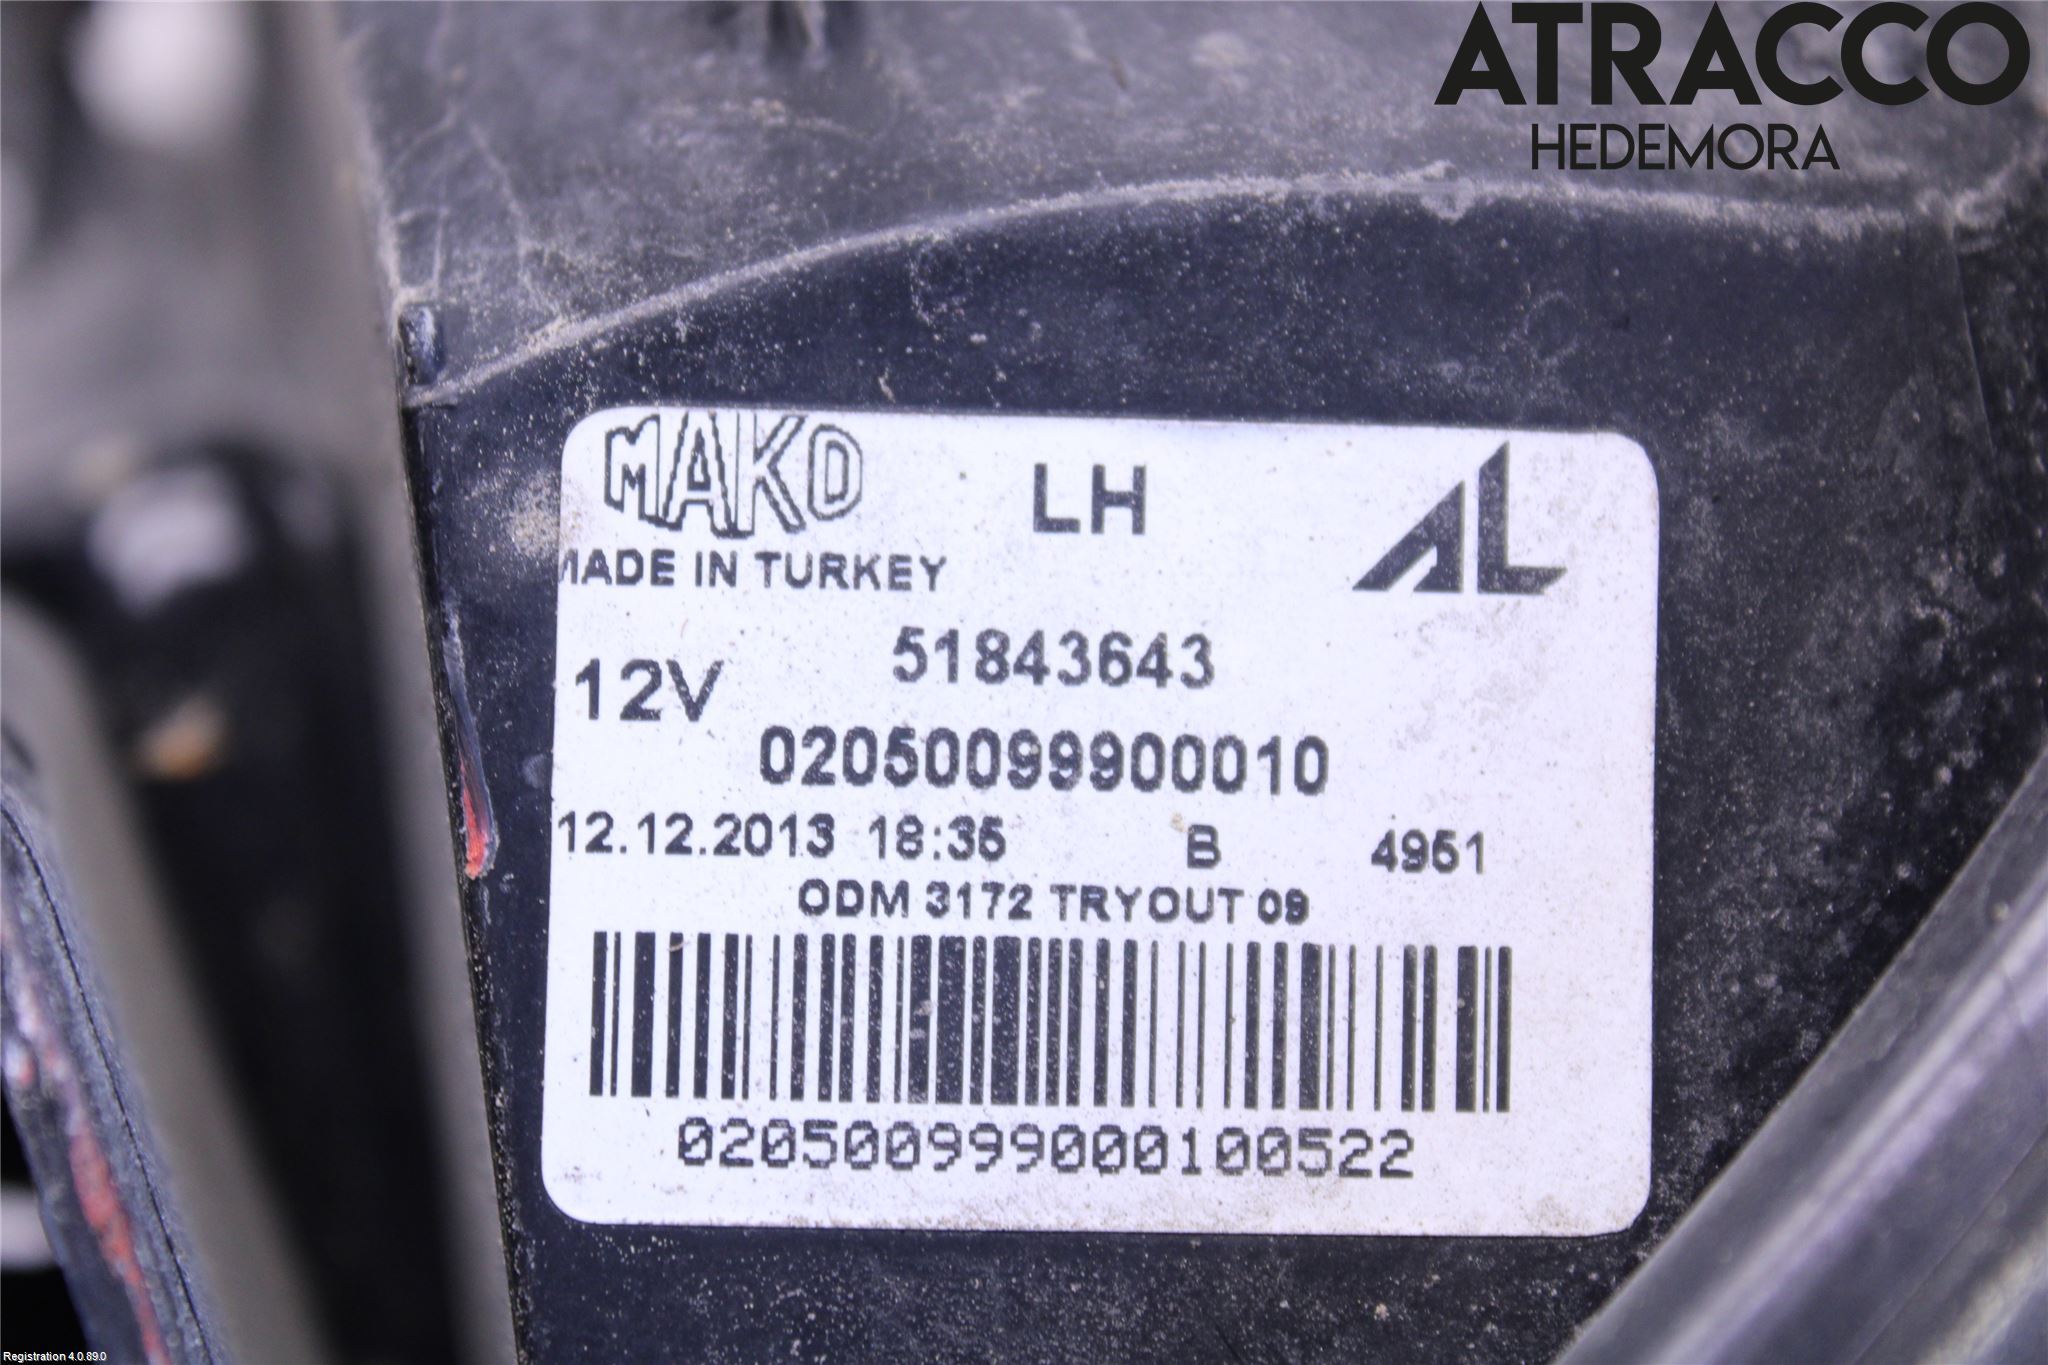 ATRACCO
HEDEMORA
MAKO
LH
AL
MADE IN TURKEY
51843643
12V
02050099900010
12.12.2013 18:35 B 4951
ODM 3172 TRYOUT 09
020500999000100522
Registration 4.0.89.0